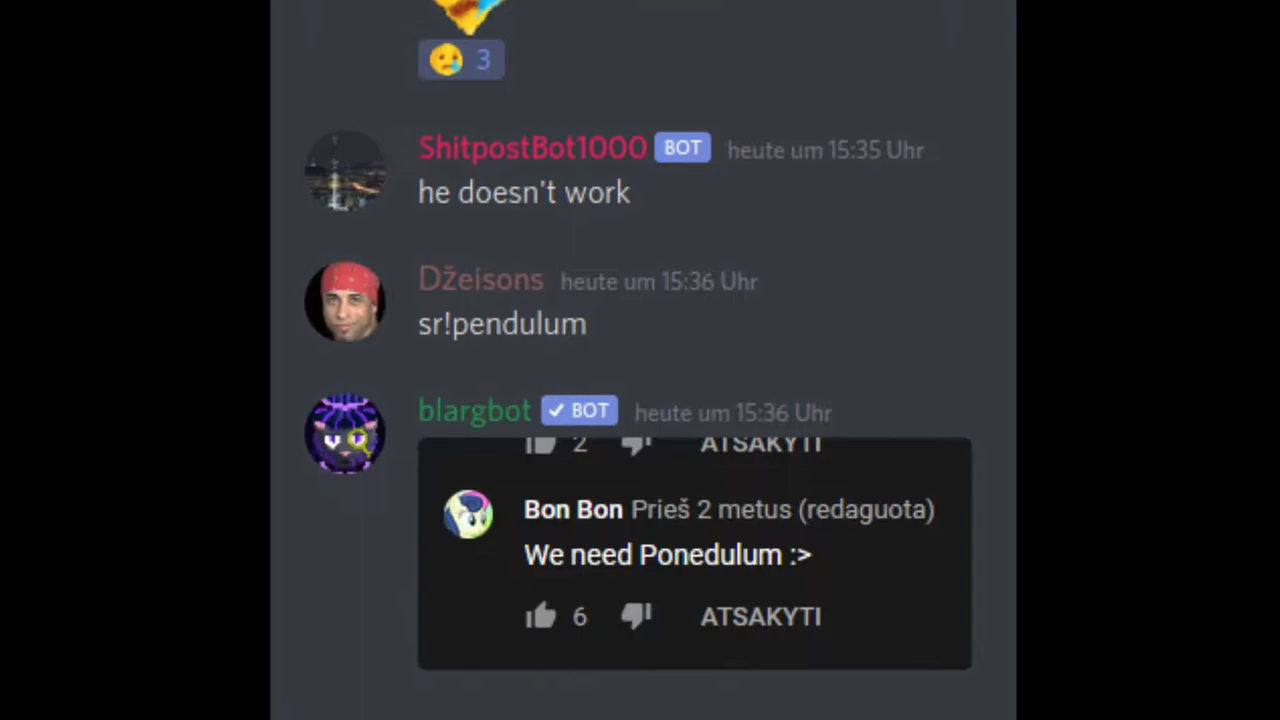 3
ShitpostBot1000 BOT heute um 15:35 Uhr
he doesn't work
Džeisons heute um 15:36 Uhr
sr!pendulum
blargbot BOT heute um 15:36 Uhr
2 ATSAKYTI
Bon Bon Prieš 2 metus (redaguota)
We need Ponedulum :>
6 ATSAKYTI